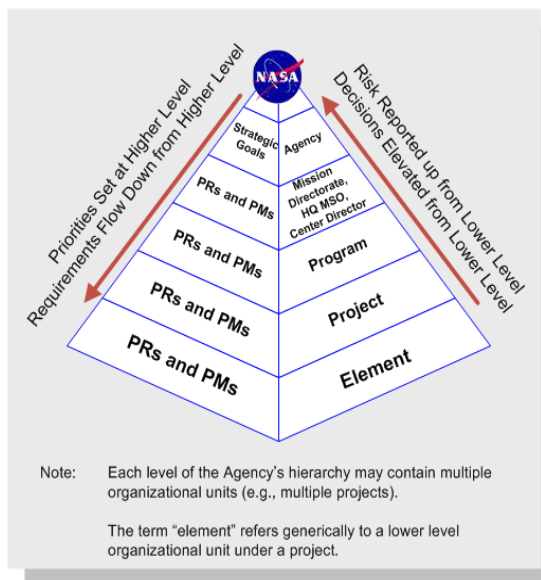 NASA
Priorities Set at Higher Level
Requirements Flow Down from Higher Level
Risk Reported up from Lower Level
Decisions Elevated from Lower Level
Strategic
Goals
Agency
PRs and PMs
Mission
Directorate,
HQ MSO,
Center Director
PRs and PMs
Program
PRs and PMs
Project
PRs and PMs
Element
Note: Each level of the Agency's hierarchy may contain multiple
organizational units (e.g., multiple projects).
The term “element” refers generically to a lower level
organizational unit under a project.